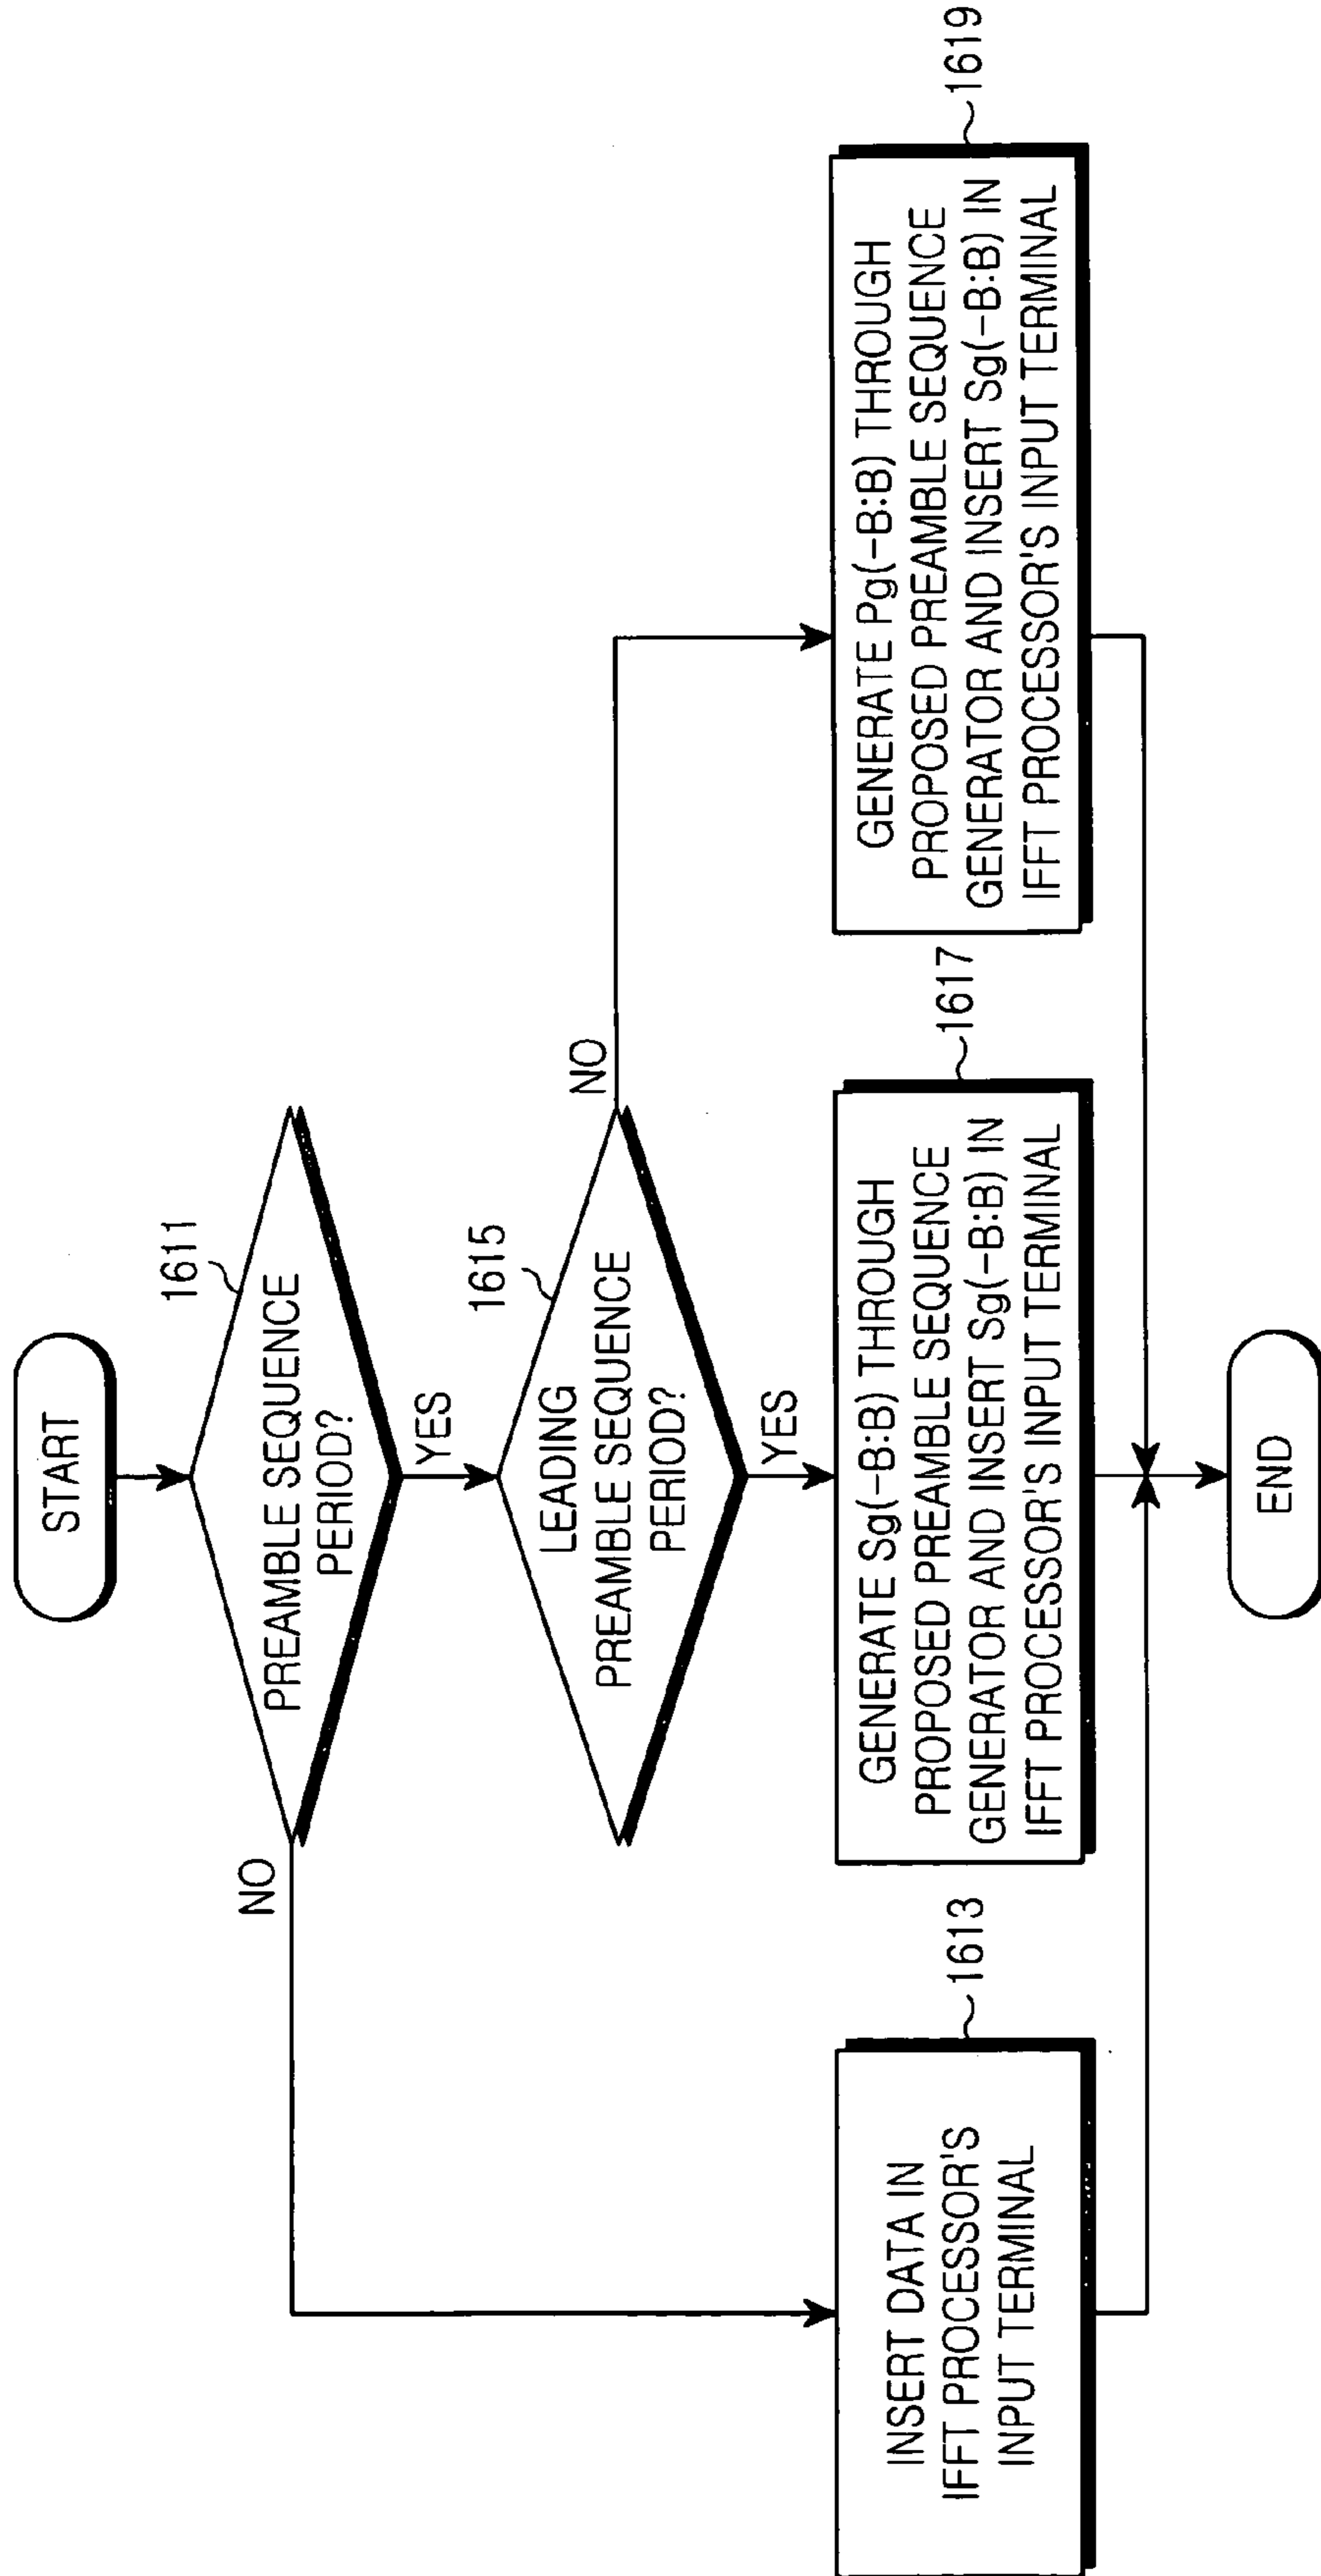 START
1611
PREAMBLE SEQUENCE
PERIOD?
NO
YES
1615
LEADING
PREAMBLE SEQUENCE
PERIOD?
NO
YES
1613
INSERT DATA IN
IFFT PROCESSOR'S
INPUT TERMINAL
1617
GENERATE Sg(-B:B) THROUGH
PROPOSED PREAMBLE SEQUENCE
GENERATOR AND INSERT Sg(-B:B) IN
IFFT PROCESSOR'S INPUT TERMINAL
1619
GENERATE Pg(-B:B) THROUGH
PROPOSED PREAMBLE SEQUENCE
GENERATOR AND INSERT Sg(-B:B) IN
IFFT PROCESSOR'S INPUT TERMINAL
END